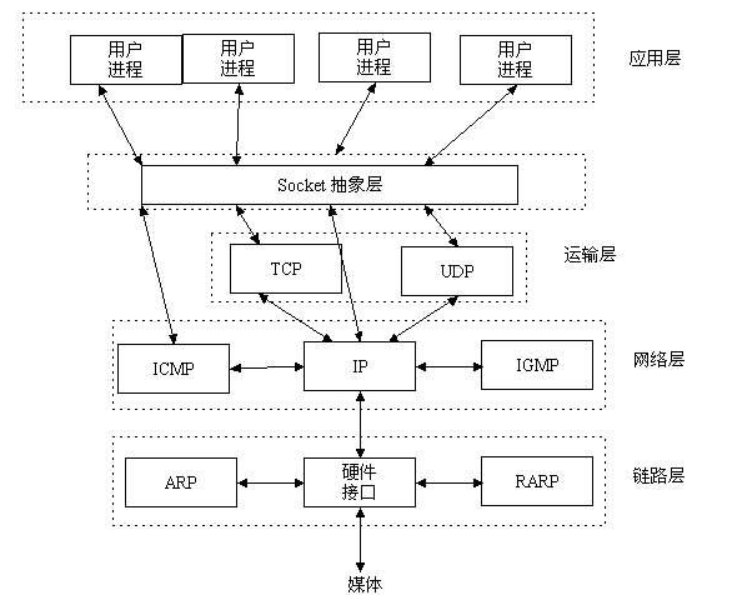 用户
进程
用户
进程
用户
进程
用户
进程
应用层
Socket 抽象层
TCP
UDP
运输层
ICMP
IP
IGMP
网络层
ARP
硬件
接口
RARP
链路层
媒体